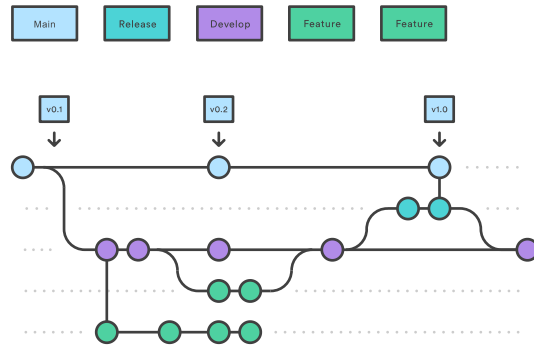 Main
Release
Develop
Feature
Feature
v0.1
v0.2
v1.0